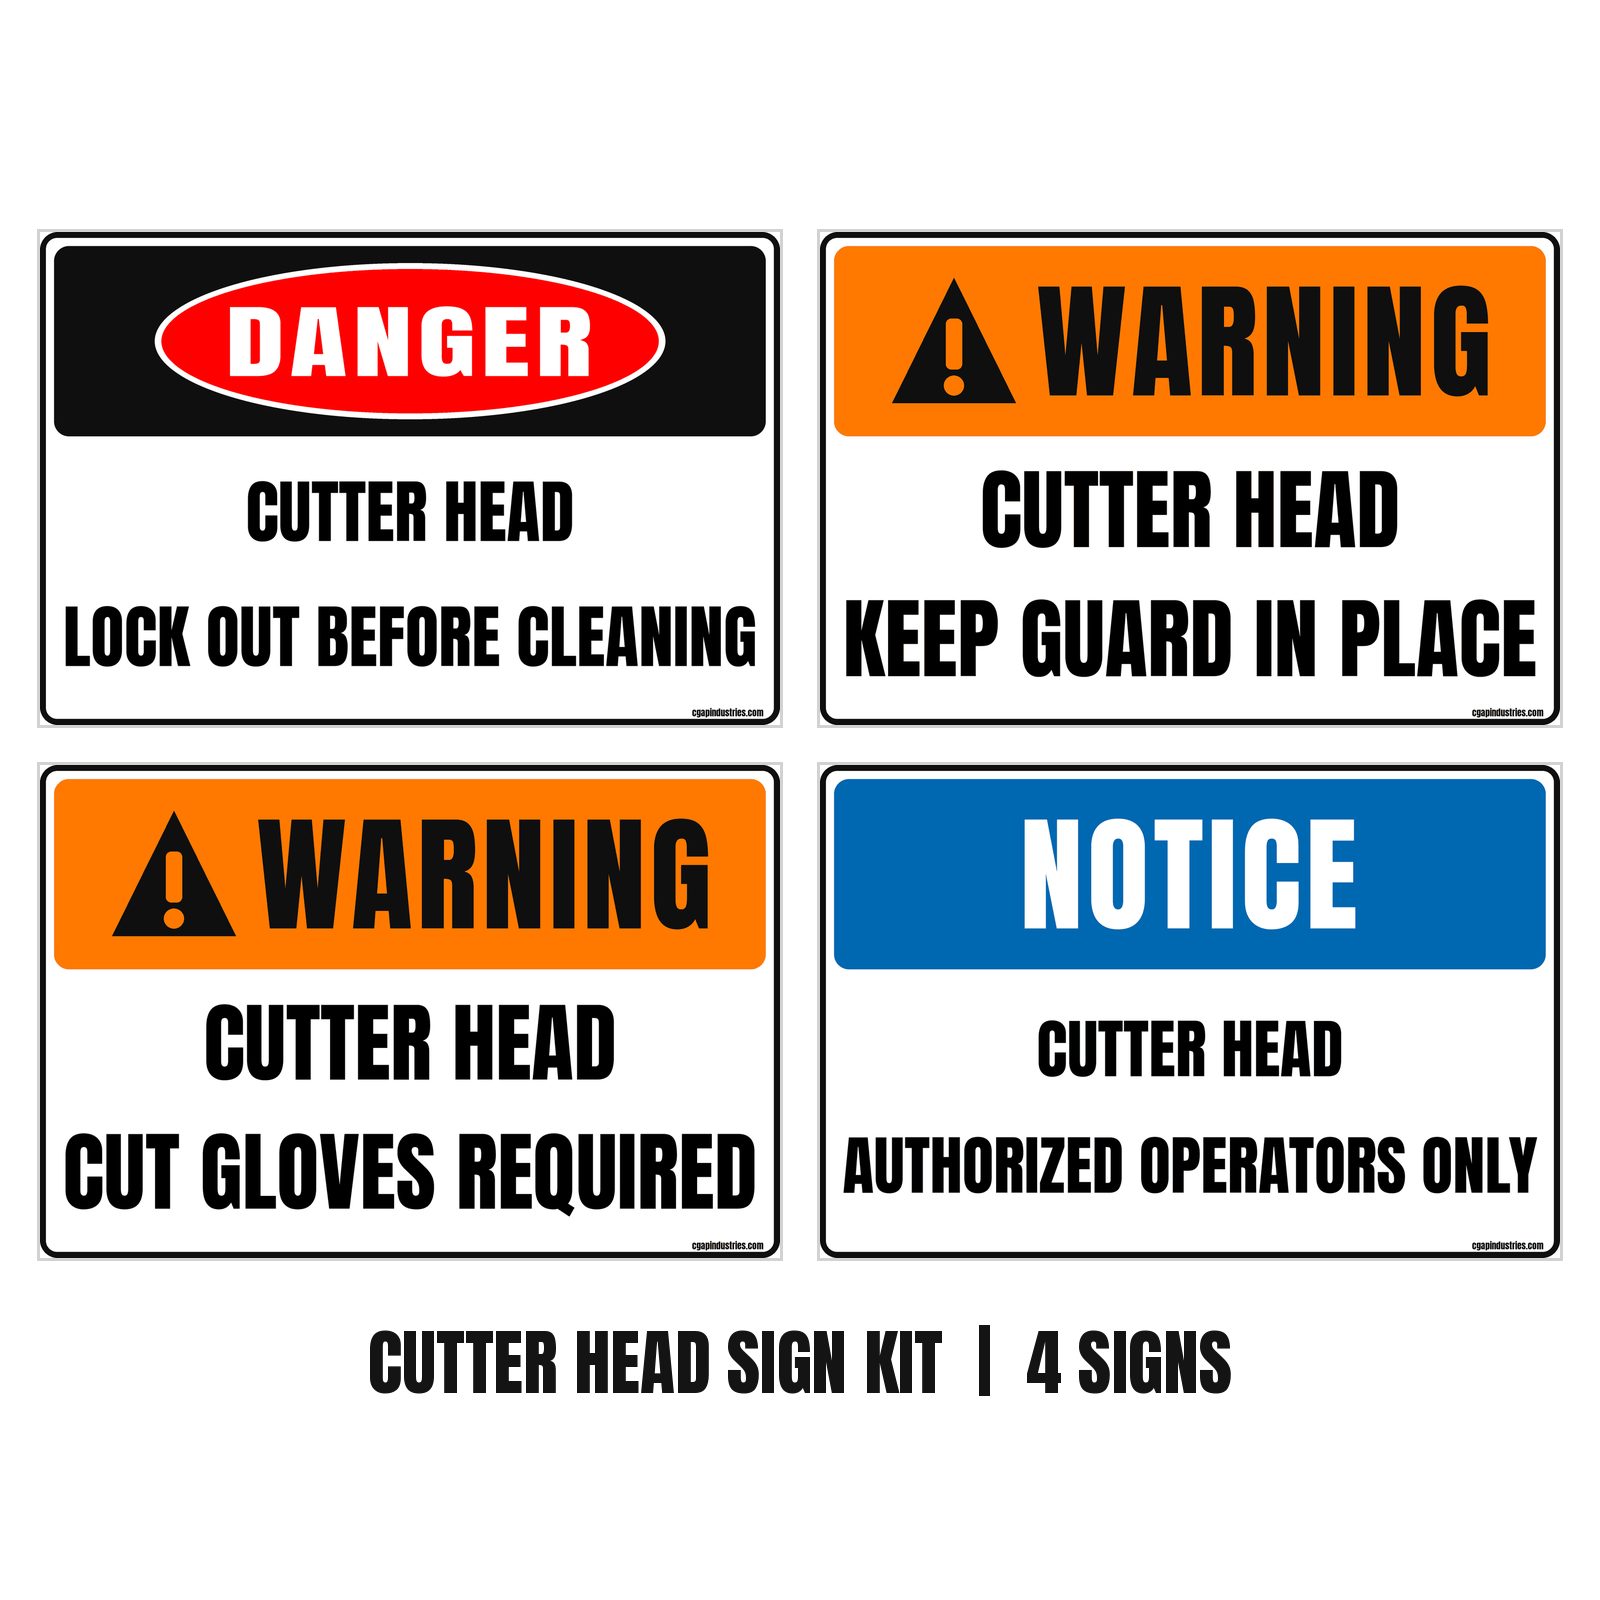 DANGER
CUTTER HEAD
LOCK OUT BEFORE CLEANING
cgapindustries.com
WARNING
CUTTER HEAD
KEEP GUARD IN PLACE
cgapindustries.com
WARNING
CUTTER HEAD
CUT GLOVES REQUIRED
cgapindustries.com
NOTICE
CUTTER HEAD
AUTHORIZED OPERATORS ONLY
cgapindustries.com
CUTTER HEAD SIGN KIT | 4 SIGNS